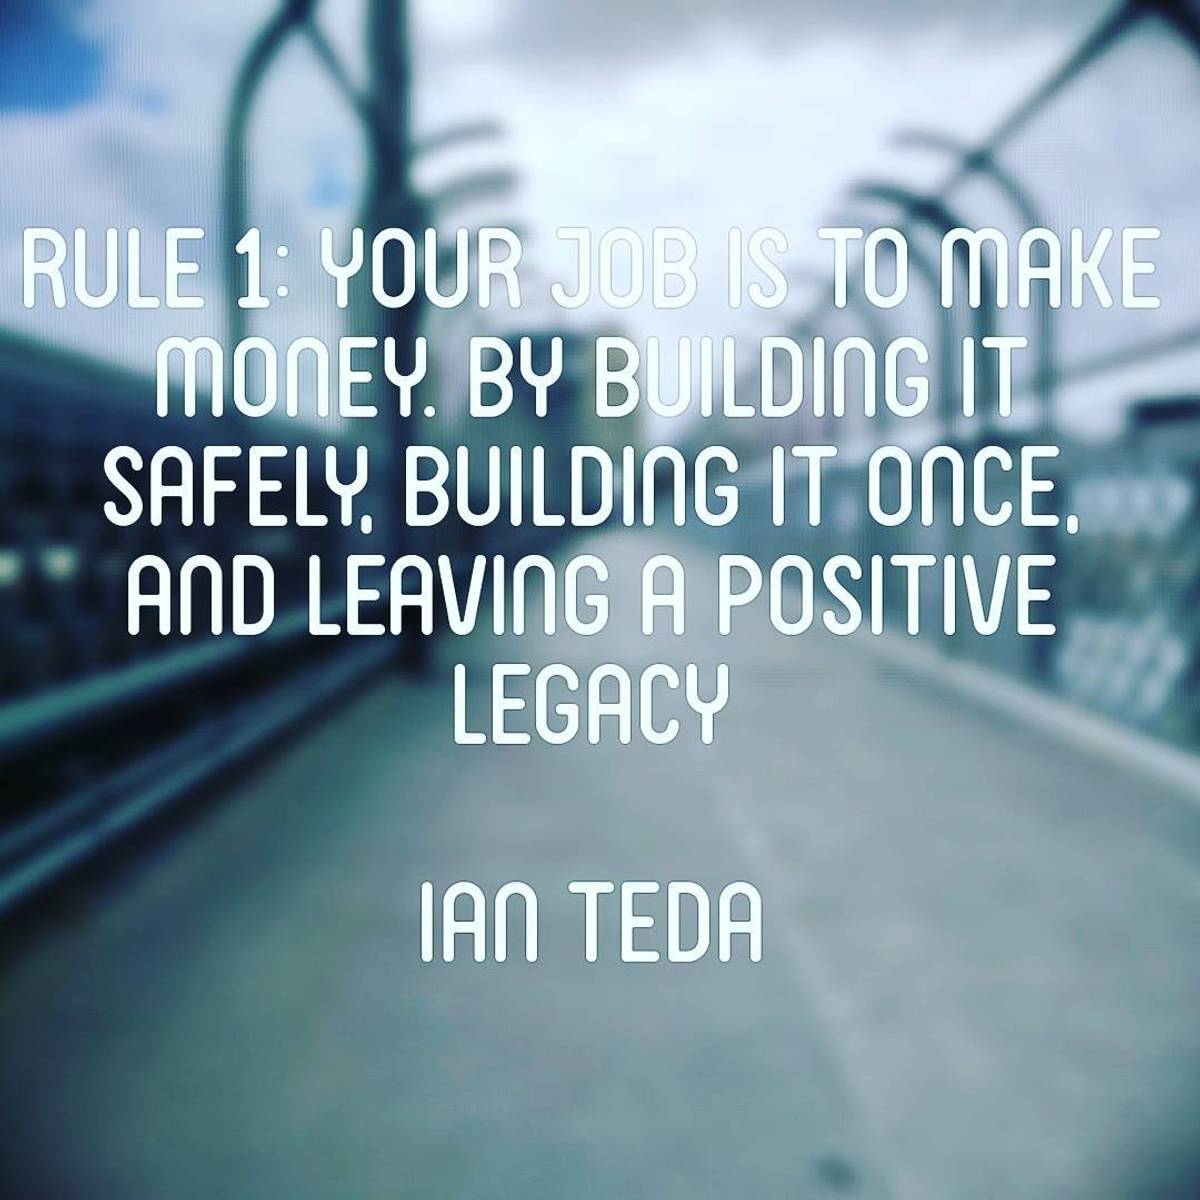 RULE 1: YOUR JOB IS TO MAKE
MONEY. BY BUILDING IT
SAFELY, BUILDING IT ONCE,
AND LEAVING A POSITIVE
LEGACY
IAN TEDA